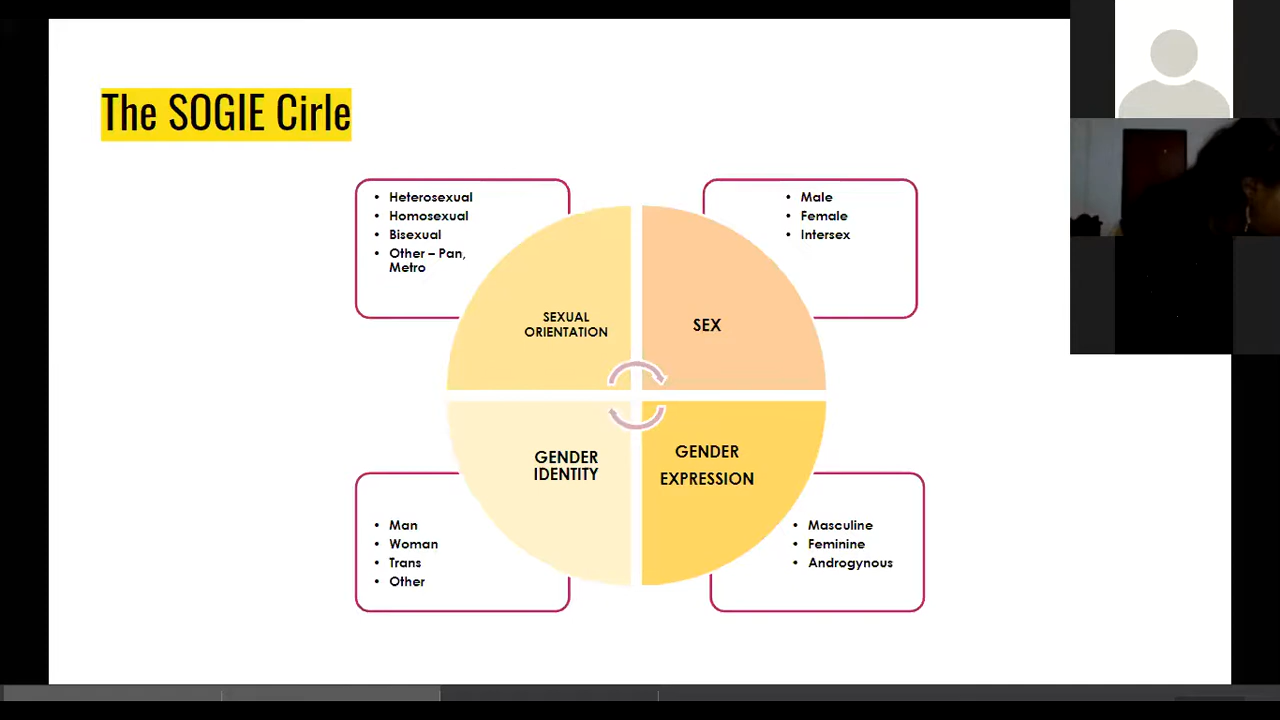 The SOGIE Cirle
• Heterosexual
• Homosexual
• Bisexual
• Other – Pan,
Metro
• Male
• Female
• Intersex
SEXUAL
ORIENTATION
SEX
GENDER
IDENTITY
GENDER
EXPRESSION
• Man
• Woman
• Trans
• Other
• Masculine
• Feminine
• Androgynous